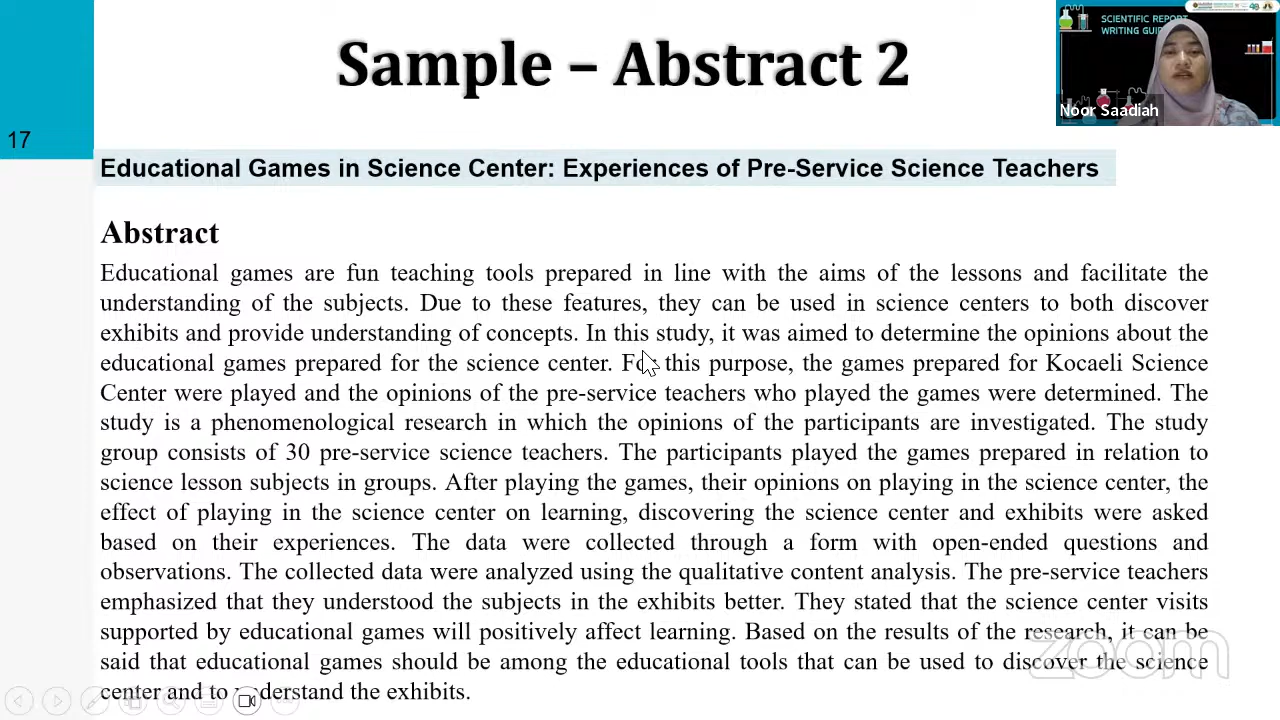 Sample – Abstract 2
SCIENTIFIC REPORT
WRITING GUI
Noor Saadiah
17
Educational Games in Science Center: Experiences of Pre-Service Science Teachers
Abstract
Educational games are fun teaching tools prepared in line with the aims of the lessons and facilitate the
understanding of the subjects. Due to these features, they can be used in science centers to both discover
exhibits and provide understanding of concepts. In this study, it was aimed to determine the opinions about the
educational games prepared for the science center. For this purpose, the games prepared for Kocaeli Science
Center were played and the opinions of the pre-service teachers who played the games were determined. The
study is a phenomenological research in which the opinions of the participants are investigated. The study
group consists of 30 pre-service science teachers. The participants played the games prepared in relation to
science lesson subjects in groups. After playing the games, their opinions on playing in the science center, the
effect of playing in the science center on learning, discovering the science center and exhibits were asked
based on their experiences. The data were collected through a form with open-ended questions and
observations. The collected data were analyzed using the qualitative content analysis. The pre-service teachers
emphasized that they understood the subjects in the exhibits better. They stated that the science center visits
supported by educational games will positively affect learning. Based on the results of the research, it can be
said that educational games should be among the educational tools that can be used to discover the science
center and to understand the exhibits.
zoom